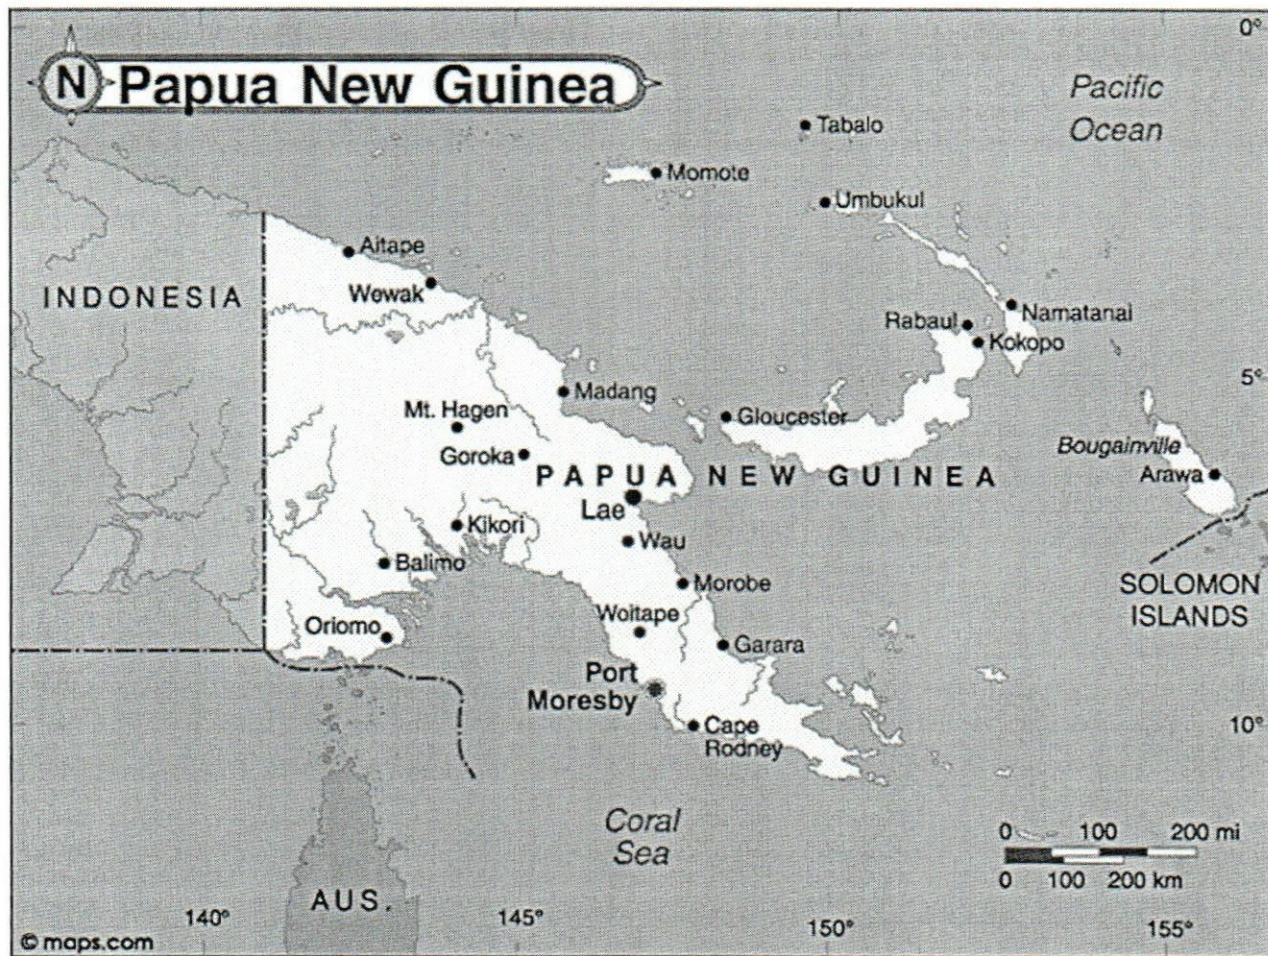 N Papua New Guinea
0°
Pacific
Ocean
Tabalo
Momote
Umbukul
Aitape
INDONESIA
Wewak
Namatanai
Rabaul
Kokopo
5°
Madang
Mt. Hagen
Gloucester
Bougainville
Goroka
PAPUA NEW GUINEA
Arawa
Lae
Kikori
Wau
Balimo
Morobe
SOLOMON
ISLANDS
Woitape
Oriomo
Garara
Port
Moresby
Cape
Rodney
10°
Coral
Sea
0 100 200 mi
0 100 200 km
AUS.
140° 145° 150° 155°
© maps.com